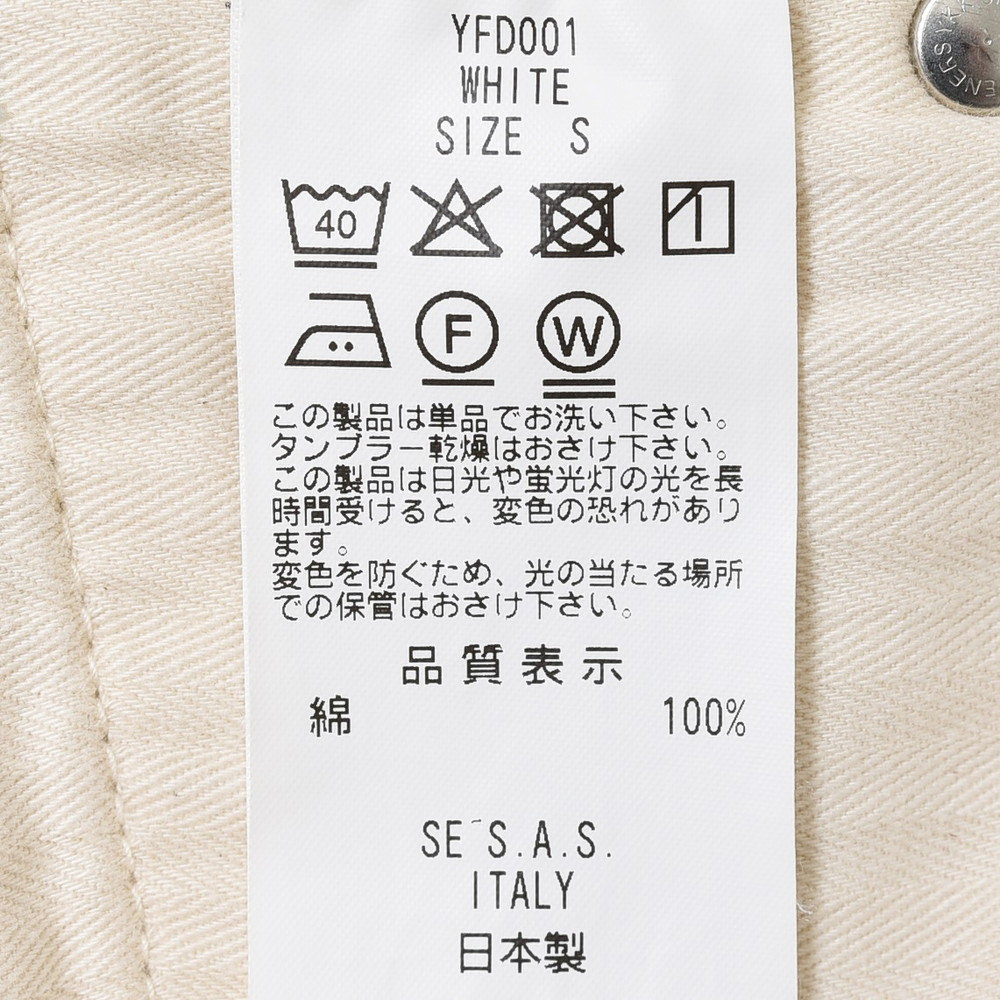 YFD001
WHITE
SIZE S
40
F W
この製品は単品でお洗い下さい。
タンブラー乾燥はおさけ下さい。
この製品は日光や蛍光灯の光を長
時間受けると、変色の恐れがあり
ます。
変色を防ぐため、光の当たる場所
での保管はおさけ下さい。
品質表示
綿 100%
SE~S.A.S.
ITALY
日本製